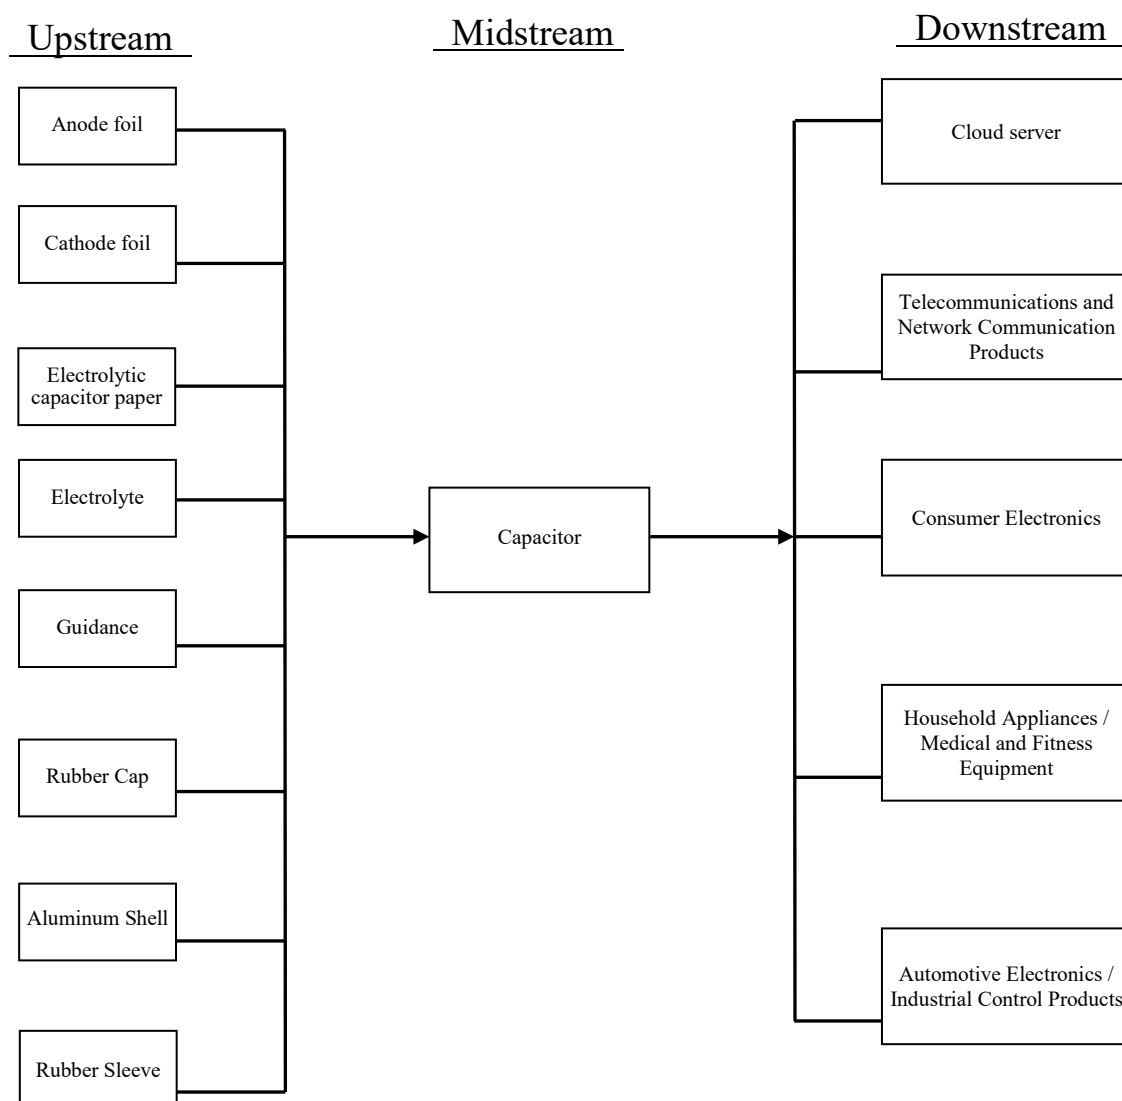 Upstream
Midstream
Downstream
Anode foil
Cathode foil
Electrolytic
capacitor paper
Electrolyte
Guidance
Rubber Cap
Aluminum Shell
Rubber Sleeve
Capacitor
Cloud server
Telecommunications and
Network Communication
Products
Consumer Electronics
Household Appliances /
Medical and Fitness
Equipment
Automotive Electronics /
Industrial Control Products